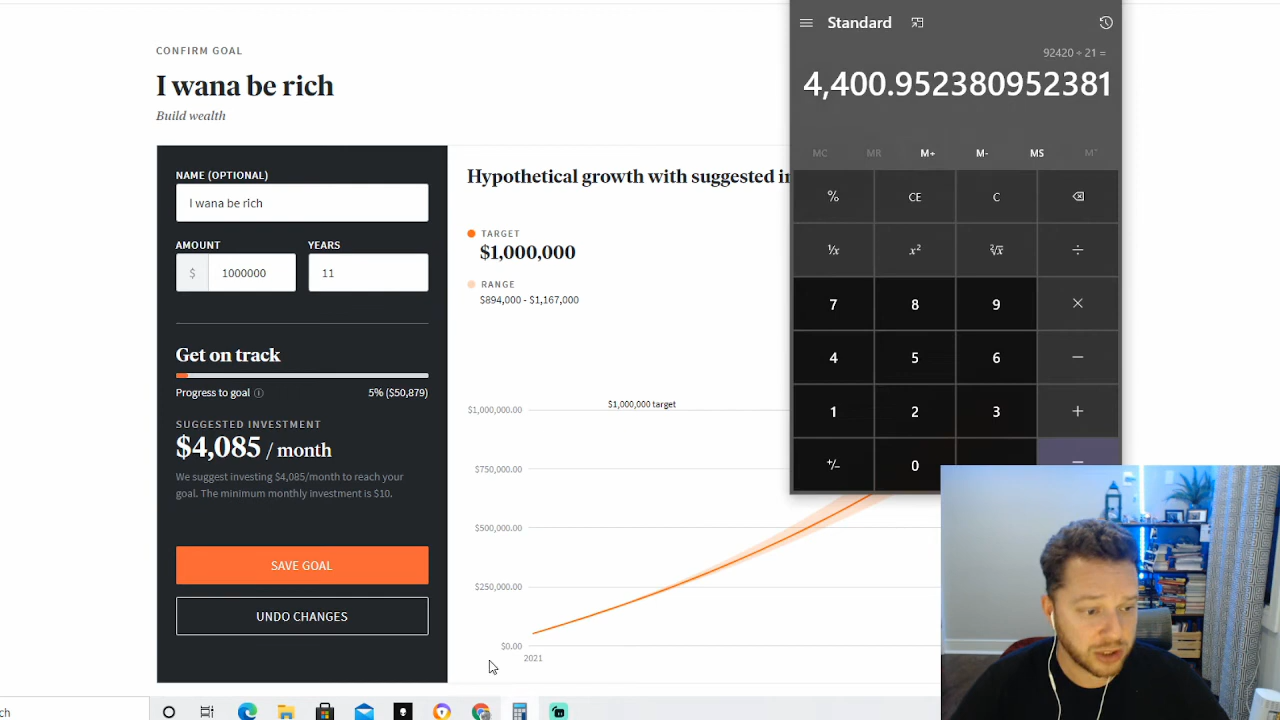 CONFIRM GOAL
I wana be rich
Build wealth
NAME (OPTIONAL)
I wana be rich
AMOUNT YEARS
$ 1000000 11
Get on track
Progress to goal 5% ($50,879)
SUGGESTED INVESTMENT
$4,085 / month
We suggest investing $4,085/month to reach your
goal. The minimum monthly investment is $10.
SAVE GOAL
UNDO CHANGES
Hypothetical growth with suggested
TARGET
$1,000,000
RANGE
$894,000 - $1,167,000
$1,000,000 target
$1,000,000.00
$750,000.00
$500,000.00
$250,000.00
$0.00
2021
Standard
92420 ÷ 21 =
4,400.952380952381
MC MR M+ M- MS M˅
% CE C
⅟x x² ²√x ÷
7 8 9 ×
4 5 6 −
1 2 3 +
+/− 0 =
ch